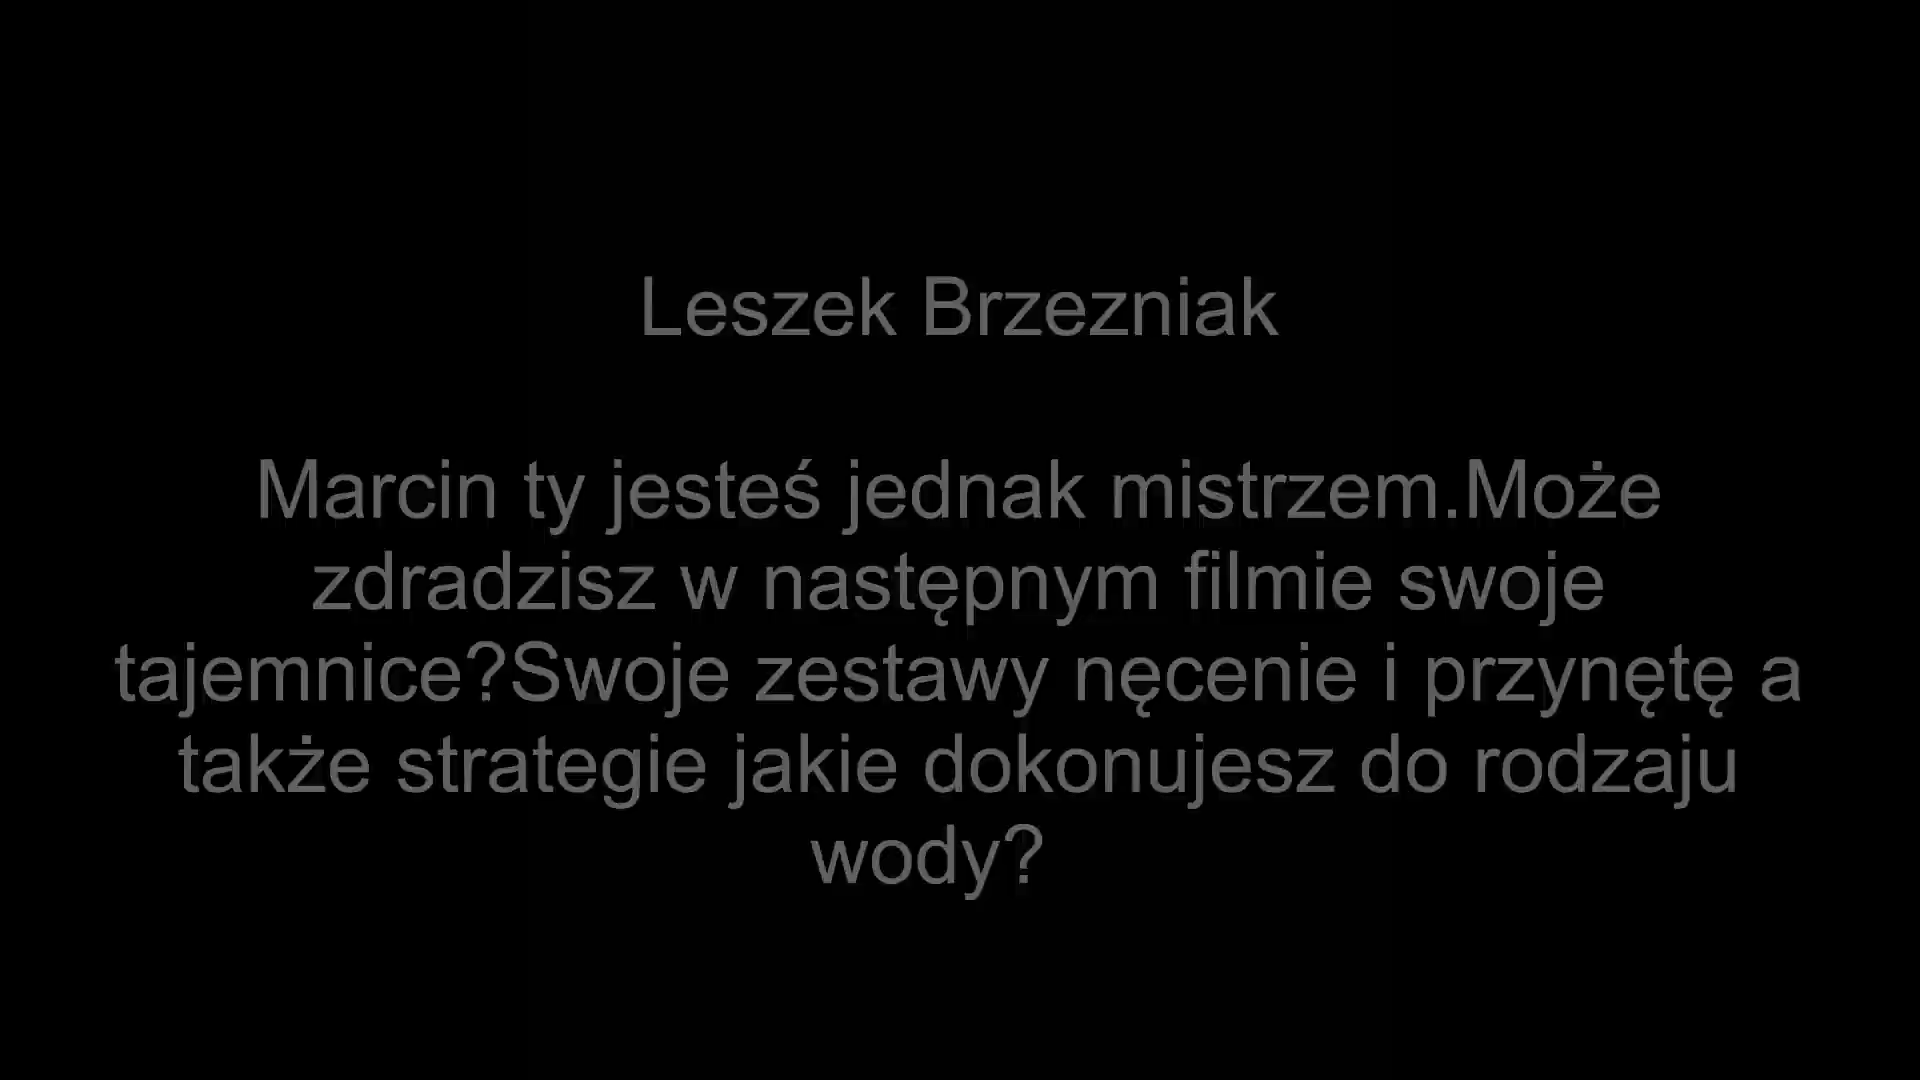 Leszek Brzezniak
Marcin ty jesteś jednak mistrzem.Może
zdradzisz w następnym filmie swoje
tajemnice?Swoje zestawy nęcenie i przynętę a
także strategie jakie dokonujesz do rodzaju
wody?